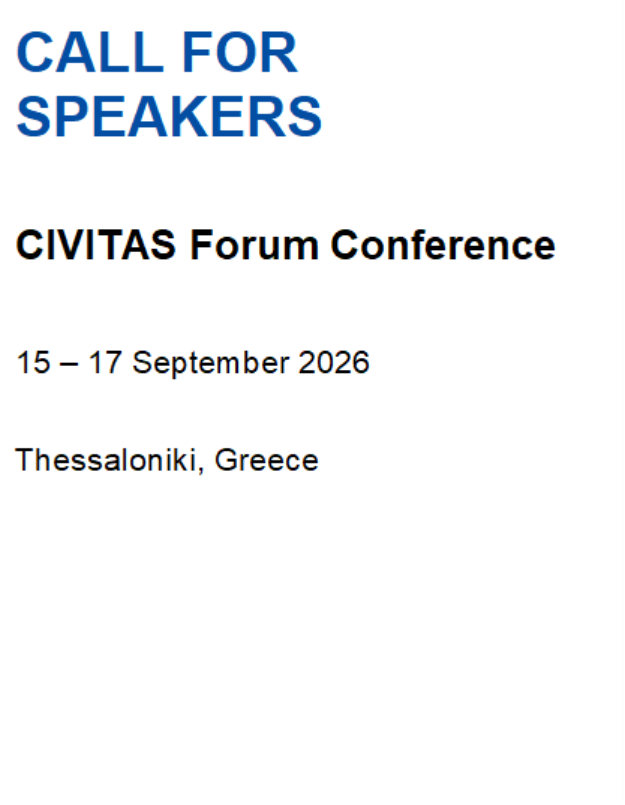 CALL FOR
SPEAKERS
CIVITAS Forum Conference
15 – 17 September 2026
Thessaloniki, Greece